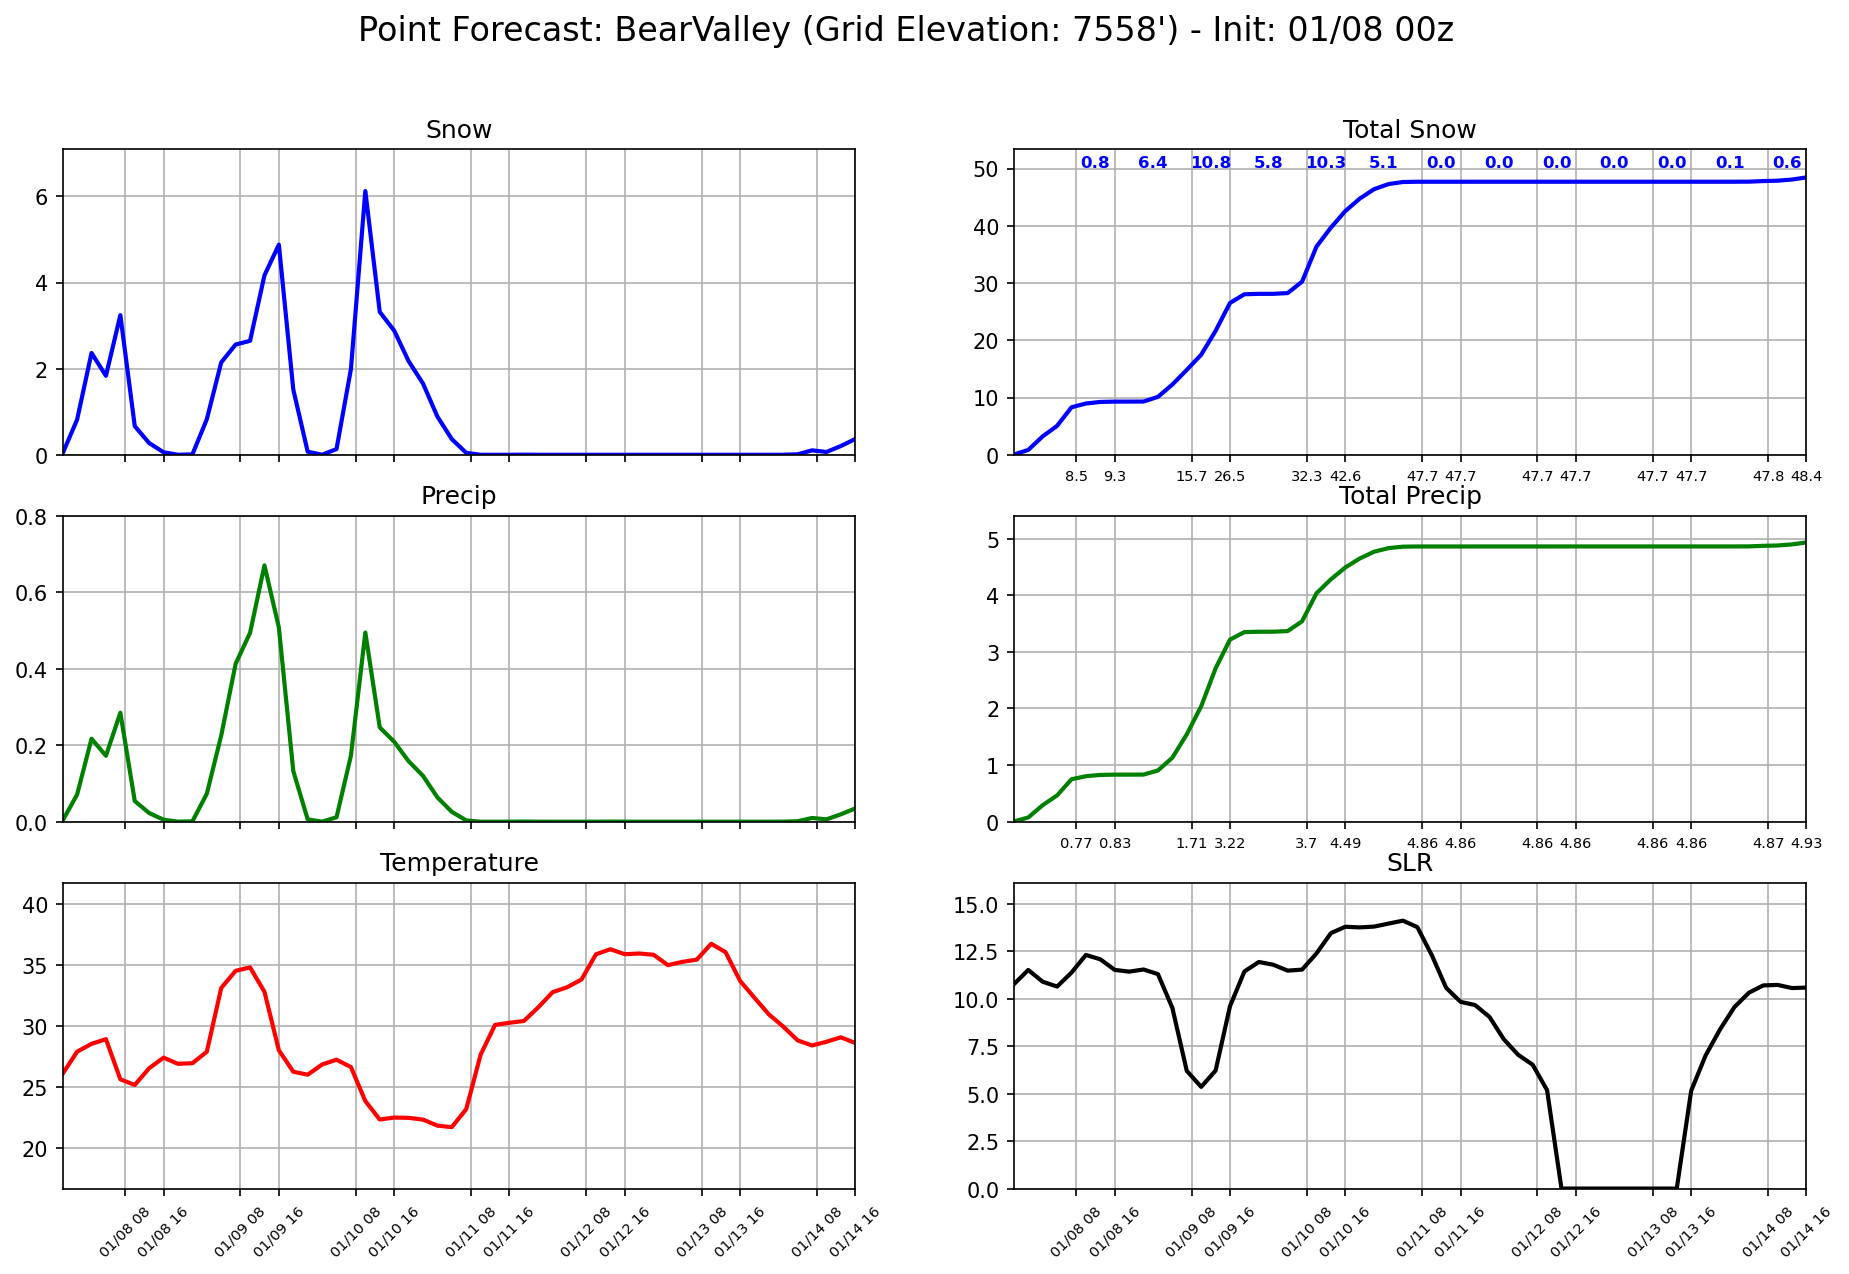 Point Forecast: BearValley (Grid Elevation: 7558') - Init: 01/08 00z
Snow
6
4
2
0
Total Snow
0.8 6.4 10.8 5.8 10.3 5.1 0.0 0.0 0.0 0.0 0.0 0.1 0.6
50
40
30
20
10
0
8.5 9.3 15.7 26.5 32.3 42.6 47.7 47.7 47.7 47.7 47.7 47.7 47.8 48.4
Precip
0.8
0.6
0.4
0.2
0.0
Total Precip
5
4
3
2
1
0
0.77 0.83 1.71 3.22 3.7 4.49 4.86 4.86 4.86 4.86 4.86 4.86 4.87 4.93
Temperature
40
35
30
25
20
01/08 08 01/08 16 01/09 08 01/09 16 01/10 08 01/10 16 01/11 08 01/11 16 01/12 08 01/12 16 01/13 08 01/13 16 01/14 08 01/14 16
SLR
15.0
12.5
10.0
7.5
5.0
2.5
0.0
01/08 08 01/08 16 01/09 08 01/09 16 01/10 08 01/10 16 01/11 08 01/11 16 01/12 08 01/12 16 01/13 08 01/13 16 01/14 08 01/14 16